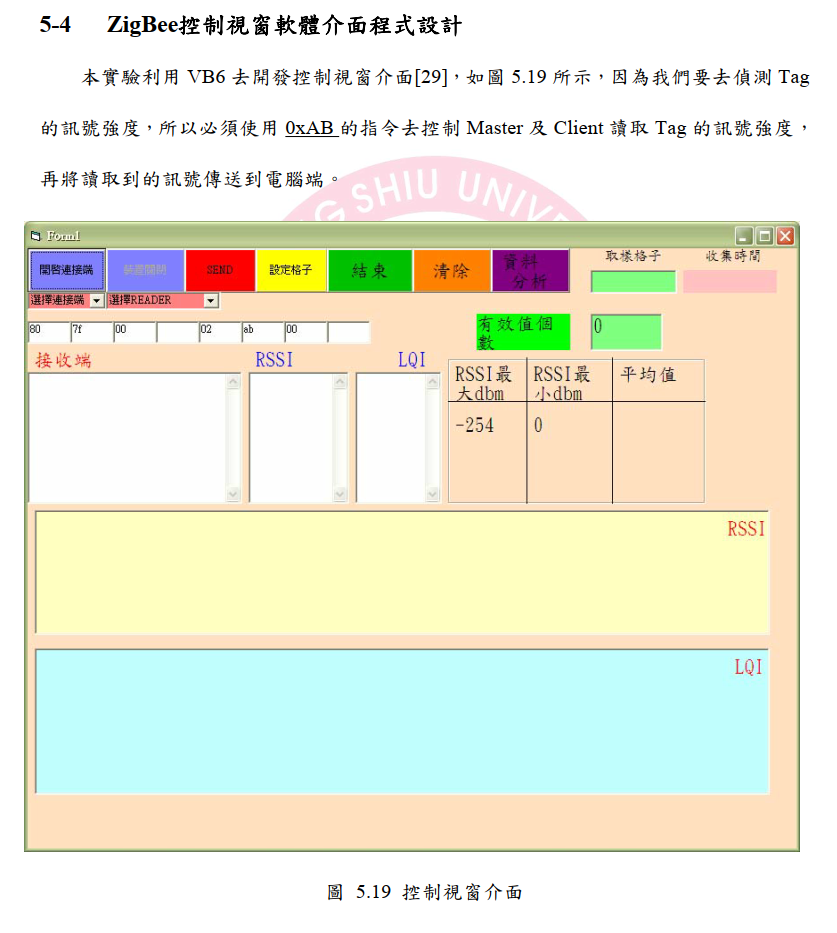 5-4 ZigBee控制視窗軟體介面程式設計
本實驗利用 VB6 去開發控制視窗介面[29]，如圖 5.19 所示，因為我們要去偵測 Tag
的訊號強度，所以必須使用 0xAB 的指令去控制 Master 及 Client 讀取 Tag 的訊號強度，
再將讀取到的訊號傳送到電腦端。
G SHIU UNIVE
Form1
開啓連接端 裝置關閉 SEND 設定格子 結束 清除 資料分析 取樣格子 收集時間
選擇連接端 選擇READER
80 7f 00 02 ab 00 有效值個數 0
接收端 RSSI LQI
RSSI最大dbm RSSI最小dbm 平均值
-254 0
RSSI
LQI
圖 5.19 控制視窗介面